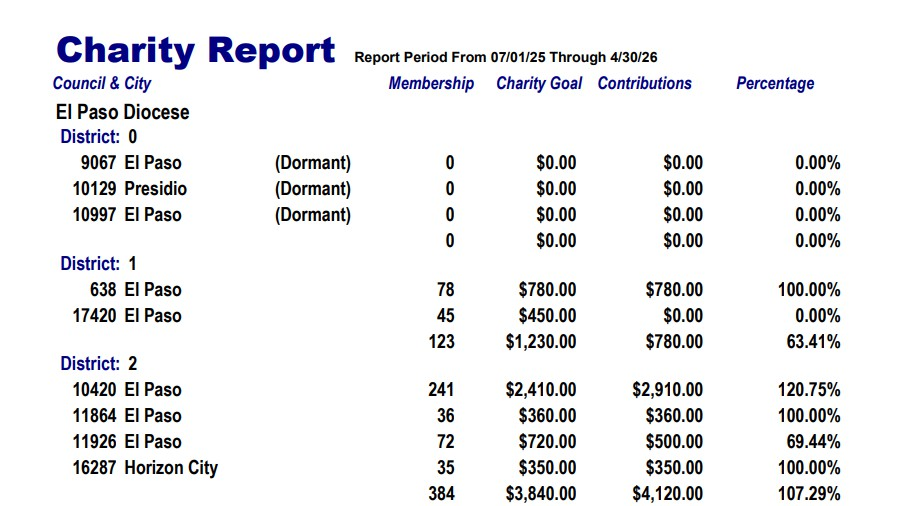 Charity Report Report Period From 07/01/25 Through 4/30/26
Council & City Membership Charity Goal Contributions Percentage
El Paso Diocese
District: 0
9067 El Paso (Dormant) 0 $0.00 $0.00 0.00%
10129 Presidio (Dormant) 0 $0.00 $0.00 0.00%
10997 El Paso (Dormant) 0 $0.00 $0.00 0.00%
0 $0.00 $0.00 0.00%
District: 1
638 El Paso 78 $780.00 $780.00 100.00%
17420 El Paso 45 $450.00 $0.00 0.00%
123 $1,230.00 $780.00 63.41%
District: 2
10420 El Paso 241 $2,410.00 $2,910.00 120.75%
11864 El Paso 36 $360.00 $360.00 100.00%
11926 El Paso 72 $720.00 $500.00 69.44%
16287 Horizon City 35 $350.00 $350.00 100.00%
384 $3,840.00 $4,120.00 107.29%